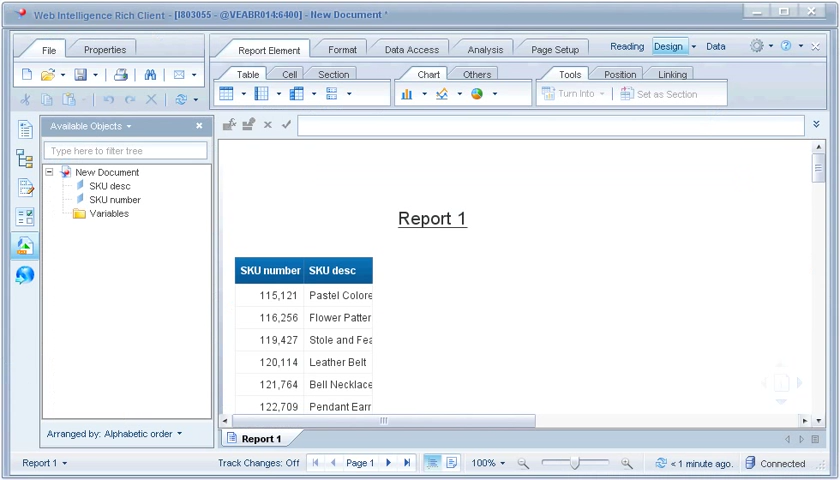 Web Intelligence Rich Client - [I803055 - @VEABR014:6400] - New Document *
File
Properties
Report Element
Format
Data Access
Analysis
Page Setup
Reading
Design
Data
Table
Cell
Section
Chart
Others
Tools
Position
Linking
Turn Into
Set as Section
Available Objects
Type here to filter tree
New Document
SKU desc
SKU number
Variables
Report 1
SKU number SKU desc
115,121 Pastel Colore
116,256 Flower Patter
119,427 Stole and Fea
120,114 Leather Belt
121,764 Bell Necklace
122,709 Pendant Earr
Arranged by: Alphabetic order
Report 1
Report 1
Track Changes: Off
Page 1
100%
< 1 minute ago.
Connected